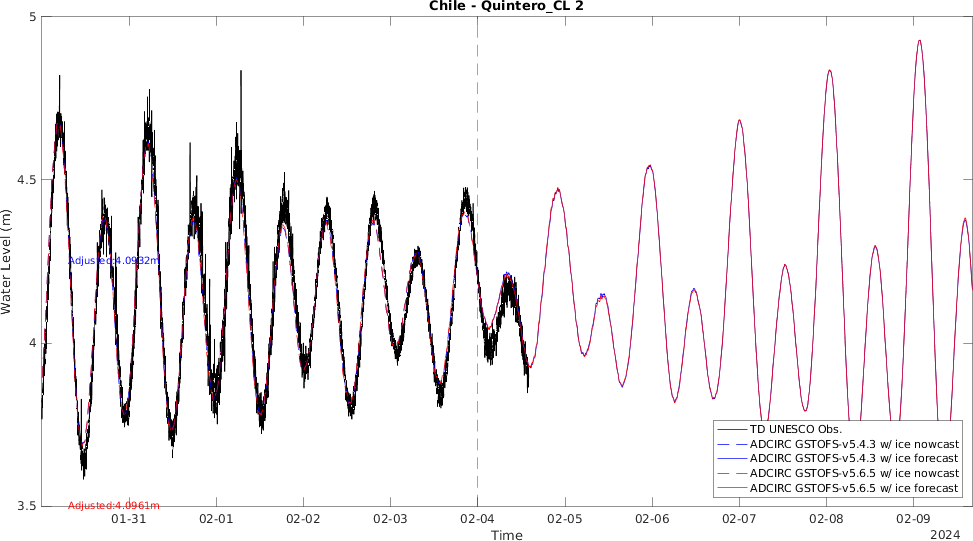 Chile - Quintero_CL 2
5
4.5
4
3.5
Water Level (m)
Adjusted:4.0932m
Adjusted:4.0961m
TD UNESCO Obs.
ADCIRC GSTOFS-v5.4.3 w/ ice nowcast
ADCIRC GSTOFS-v5.4.3 w/ ice forecast
ADCIRC GSTOFS-v5.6.5 w/ ice nowcast
ADCIRC GSTOFS-v5.6.5 w/ ice forecast
01-31 02-01 02-02 02-03 02-04 02-05 02-06 02-07 02-08 02-09
Time
2024